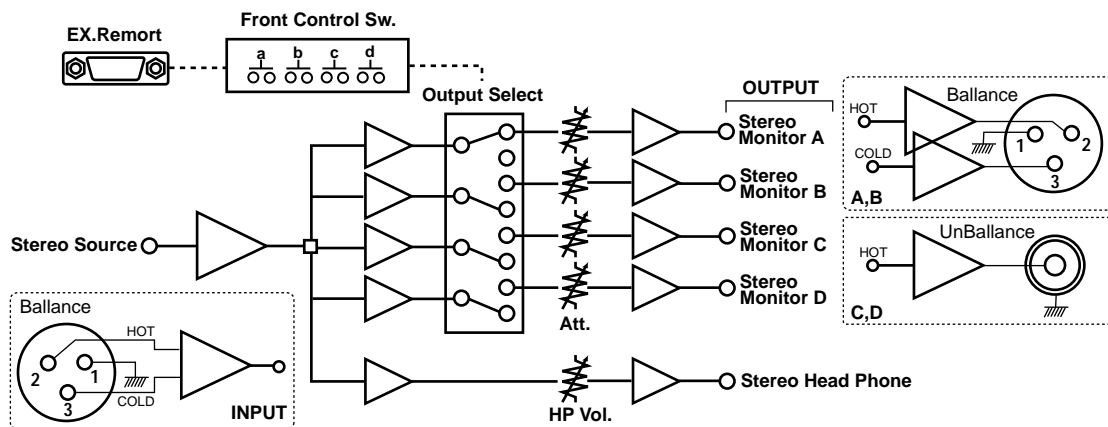 Front Control Sw.
EX.Remort
a b c d
Output Select
OUTPUT
Stereo
Monitor A
Stereo
Monitor B
Stereo
Monitor C
Stereo
Monitor D
Att.
Stereo Source
Stereo Head Phone
HP Vol.
Ballance
HOT
COLD
1
2
3
A,B
UnBallance
HOT
C,D
Ballance
HOT
2
1
3
COLD
INPUT